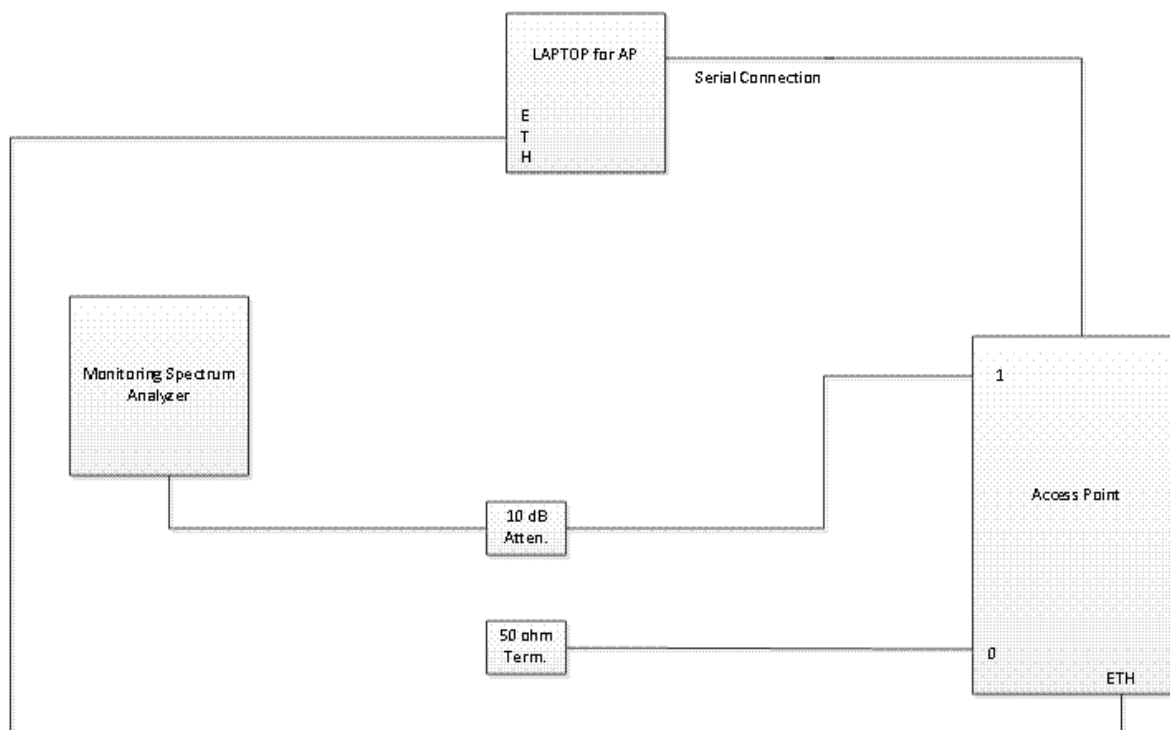 LAPTOP for AP
Serial Connection
E
T
H
Monitoring Spectrum
Analyzer
1
10 dB
Atten.
Access Point
50 ohm
Term.
0
ETH